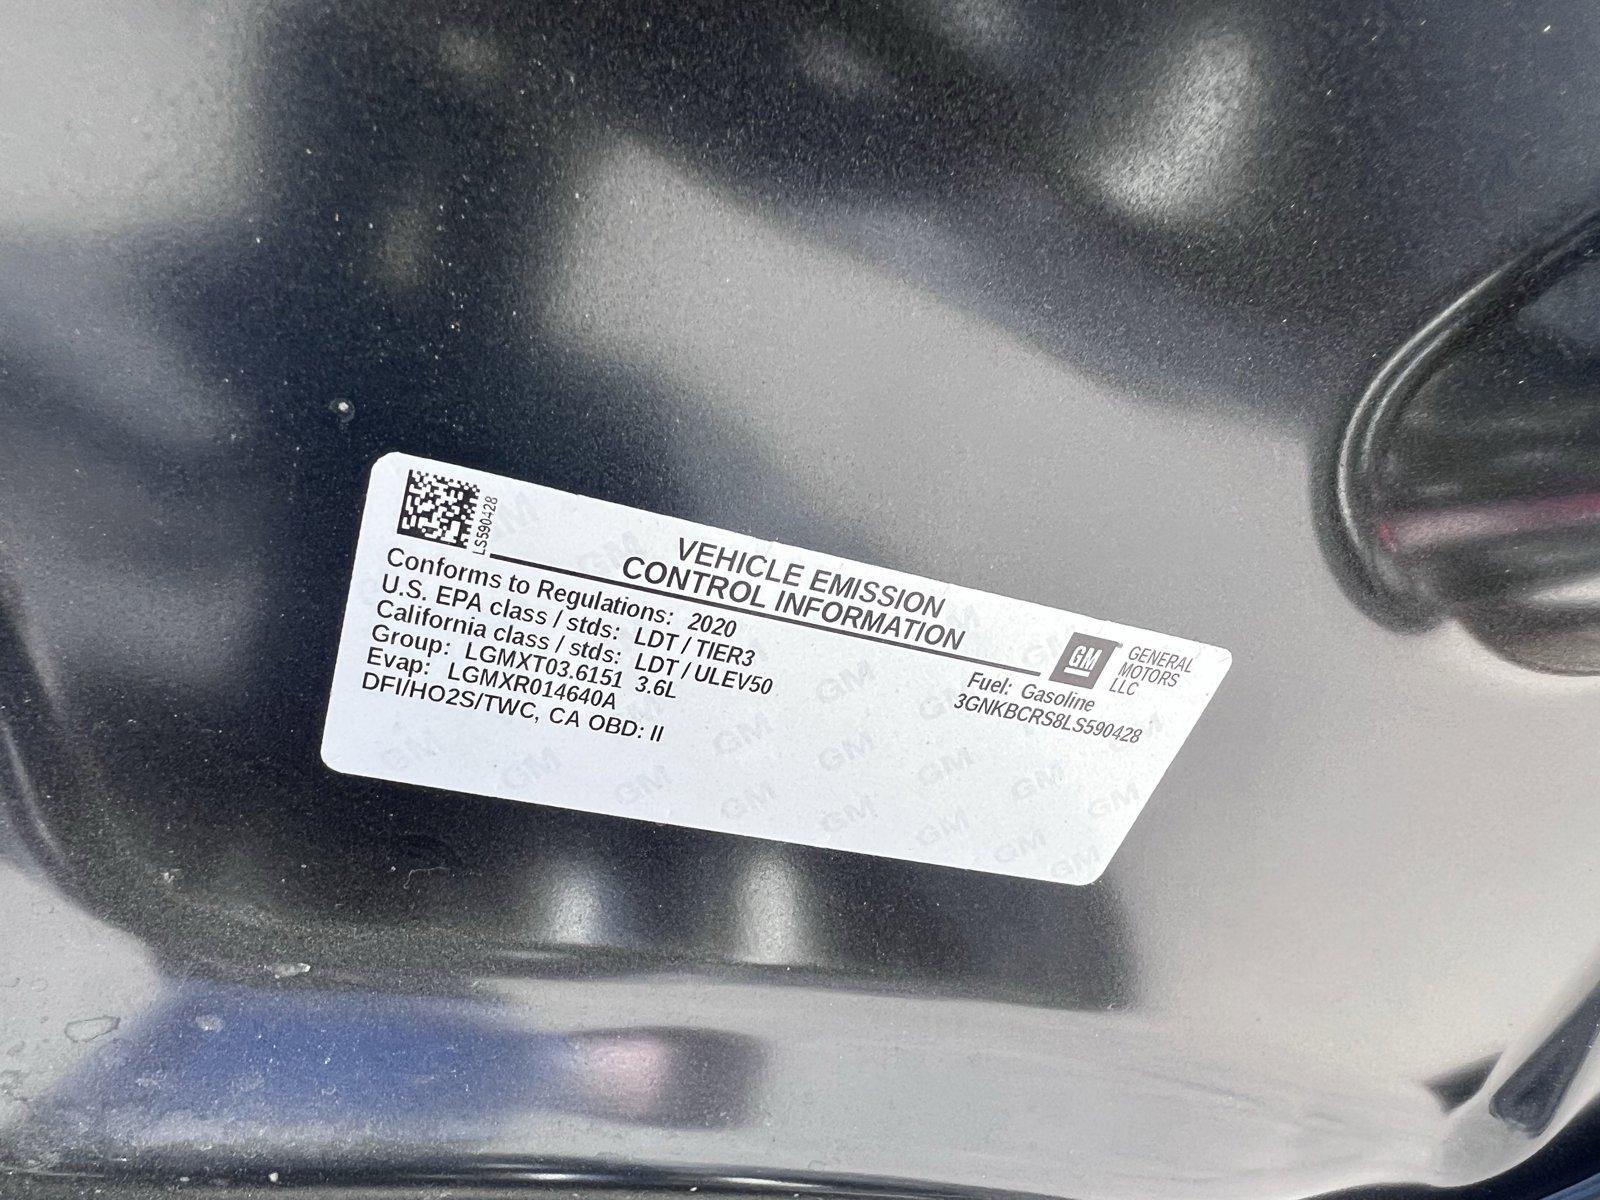 LS590428
VEHICLE EMISSION
CONTROL INFORMATION
Conforms to Regulations: 2020
U.S. EPA class / stds: LDT / TIER3
California class / stds: LDT / ULEV50
Group: LGMXT03.6151 3.6L
Evap: LGMXR014640A
DFI/HO2S/TWC, CA OBD: II
GM
GENERAL
MOTORS
LLC
Fuel: Gasoline
3GNKBCRS8LS590428